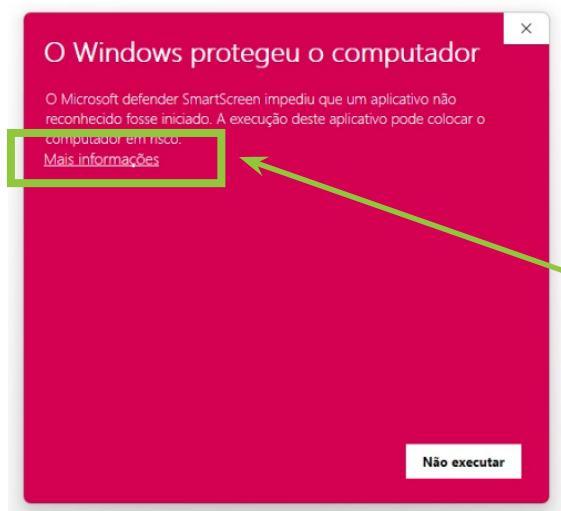 O Windows protegeu o computador
O Microsoft defender SmartScreen impediu que um aplicativo não
reconhecido fosse iniciado. A execução deste aplicativo pode colocar o
computador em risco.
Mais informações
Não executar